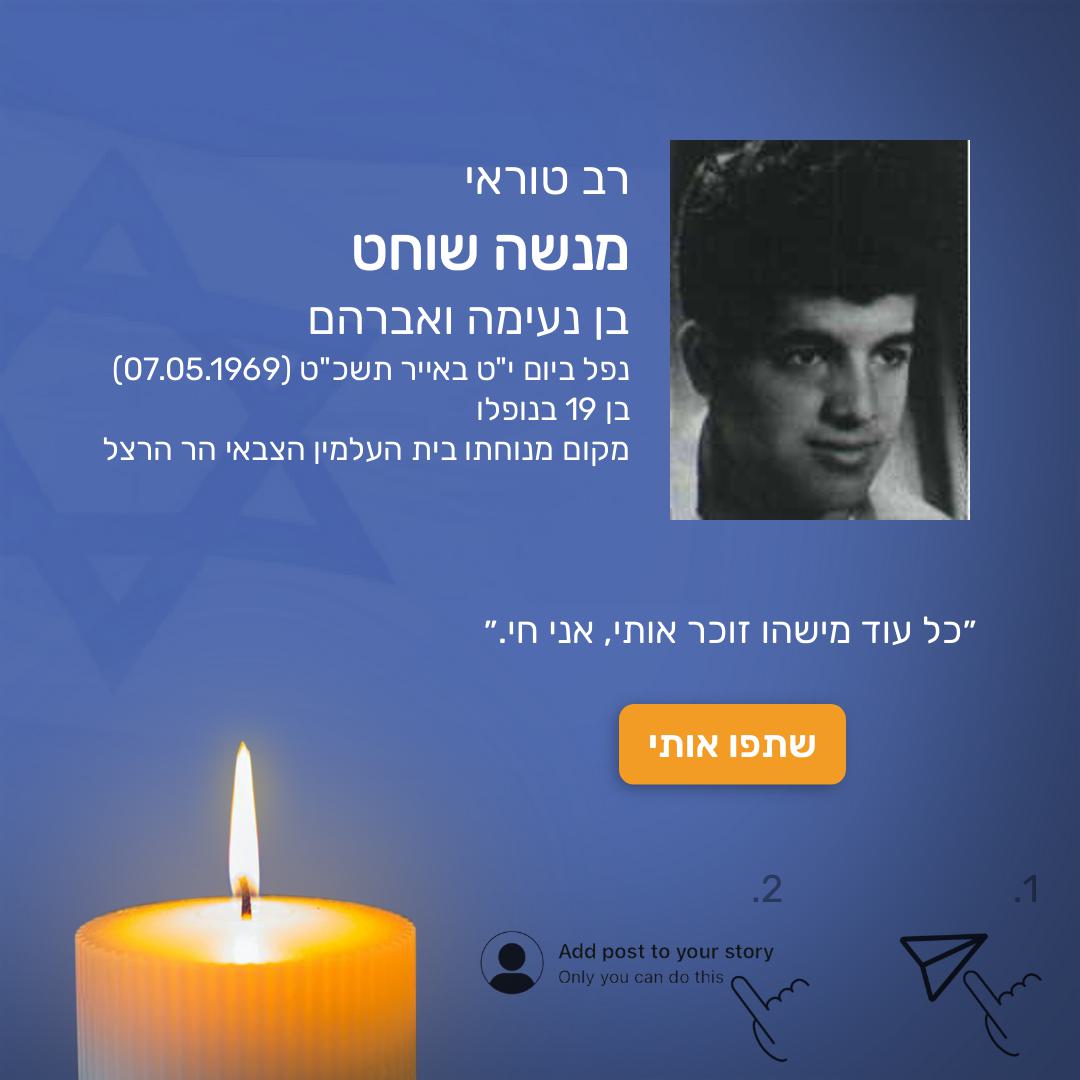 רב טוראי
מנשה שוחט
בן נעימה ואברהם
נפל ביום י"ט באייר תשכ"ט (07.05.1969)
בן 19 בנופלו
מקום מנוחתו בית העלמין הצבאי הר הרצל
״כל עוד מישהו זוכר אותי, אני חי.״
שתפו אותי
1.
2.
Add post to your story
Only you can do this